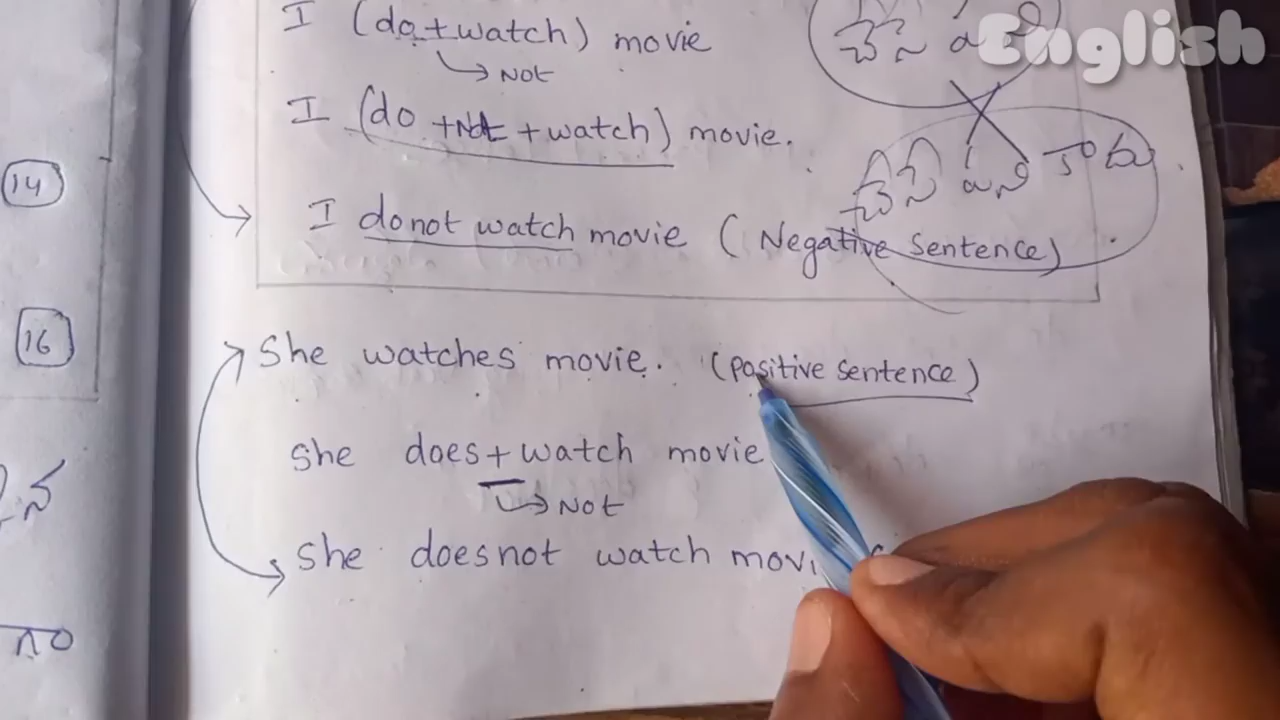 English
I (do + watch) movie
Not
I (do + Not + watch) movie.
I donot watch movie (Negative Sentence)
14
16
She watches movie. (positive sentence)
she does + watch movie
Not
she doesnot watch movi